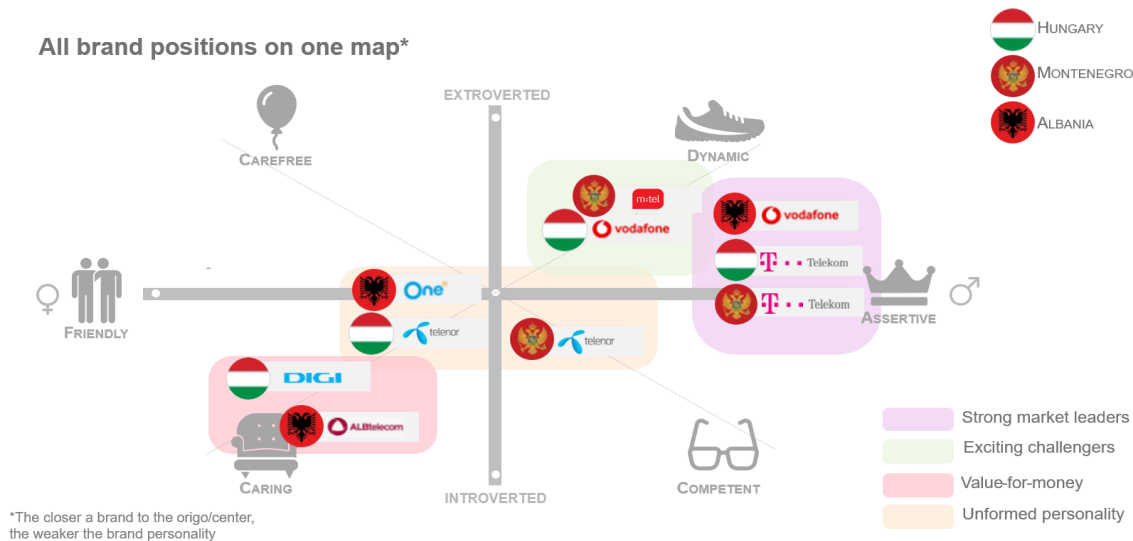 All brand positions on one map*
HUNGARY
MONTENEGRO
ALBANIA
EXTROVERTED
CAREFREE
DYNAMIC
m:tel
vodafone
vodafone
T Telekom
T Telekom
One
telenor
telenor
FRIENDLY
ASSERTIVE
DIGI
ALBtelecom
CARING
INTROVERTED
COMPETENT
Strong market leaders
Exciting challengers
Value-for-money
Unformed personality
*The closer a brand to the origo/center,
the weaker the brand personality